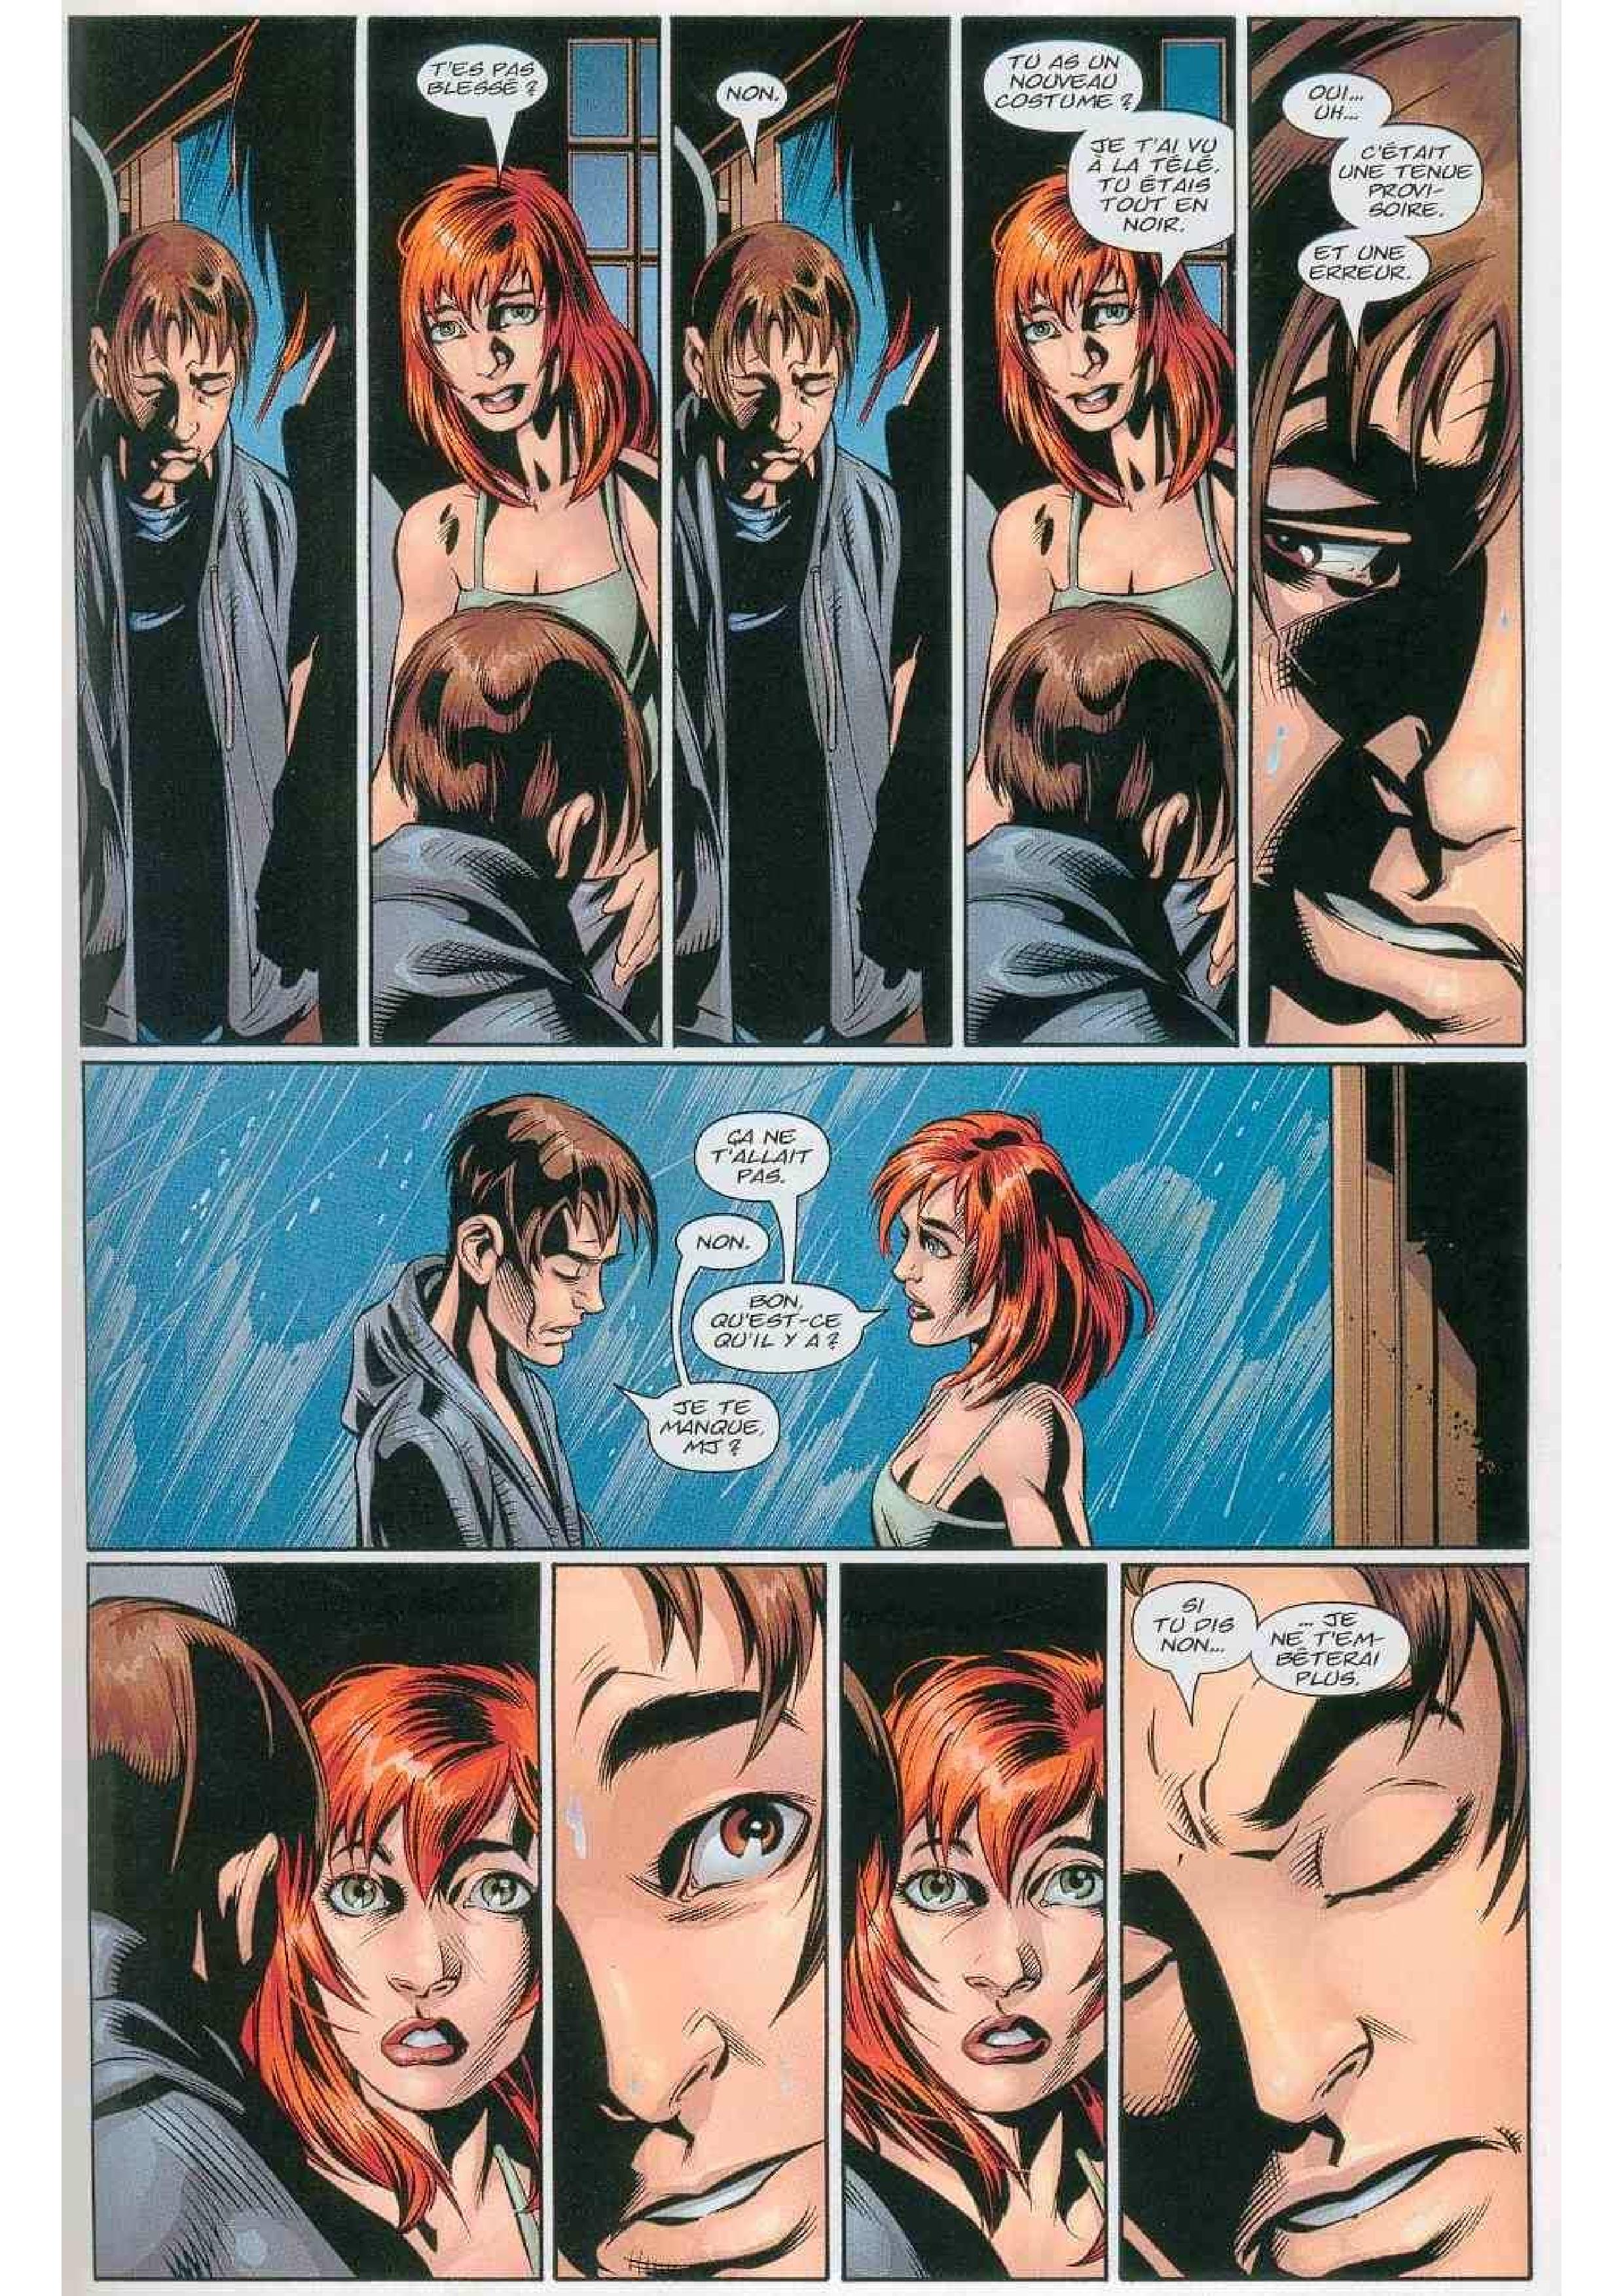 T'ES PAS
BLESSÉ ?
NON.
TU AS UN
NOUVEAU
COSTUME ?
JE T'AI VU
À LA TÉLÉ.
TU ÉTAIS
TOUT EN
NOIR.
OUI...
UH...
C'ÉTAIT
UNE TENUE
PROVI-
SOIRE.
ET UNE
ERREUR.
ÇA NE
T'ALLAIT
PAS.
NON.
BON,
QU'EST-CE
QU'IL Y A ?
JE TE
MANQUE,
MJ ?
SI
TU DIS
NON...
... JE
NE T'EM-
BÊTERAI
PLUS.